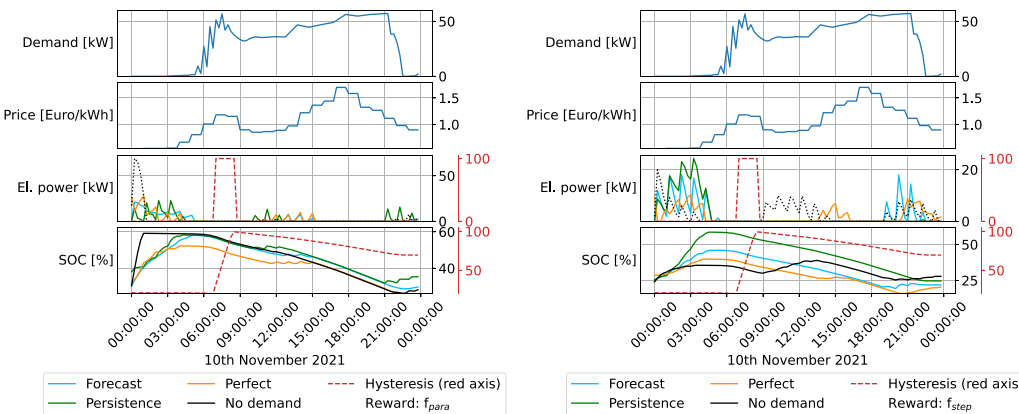 Demand [kW]
50
0
Price [Euro/kWh]
1.5
1.0
El. power [kW]
50
0
100
0
SOC [%]
60
40
100
50
00:00:00
03:00:00
06:00:00
09:00:00
12:00:00
15:00:00
18:00:00
21:00:00
00:00:00
10th November 2021
Forecast
Perfect
Hysteresis (red axis)
Persistence
No demand
Reward: f_para
Demand [kW]
50
0
Price [Euro/kWh]
1.5
1.0
El. power [kW]
20
0
100
0
SOC [%]
50
25
100
50
00:00:00
03:00:00
06:00:00
09:00:00
12:00:00
15:00:00
18:00:00
21:00:00
00:00:00
10th November 2021
Forecast
Perfect
Hysteresis (red axis)
Persistence
No demand
Reward: f_step